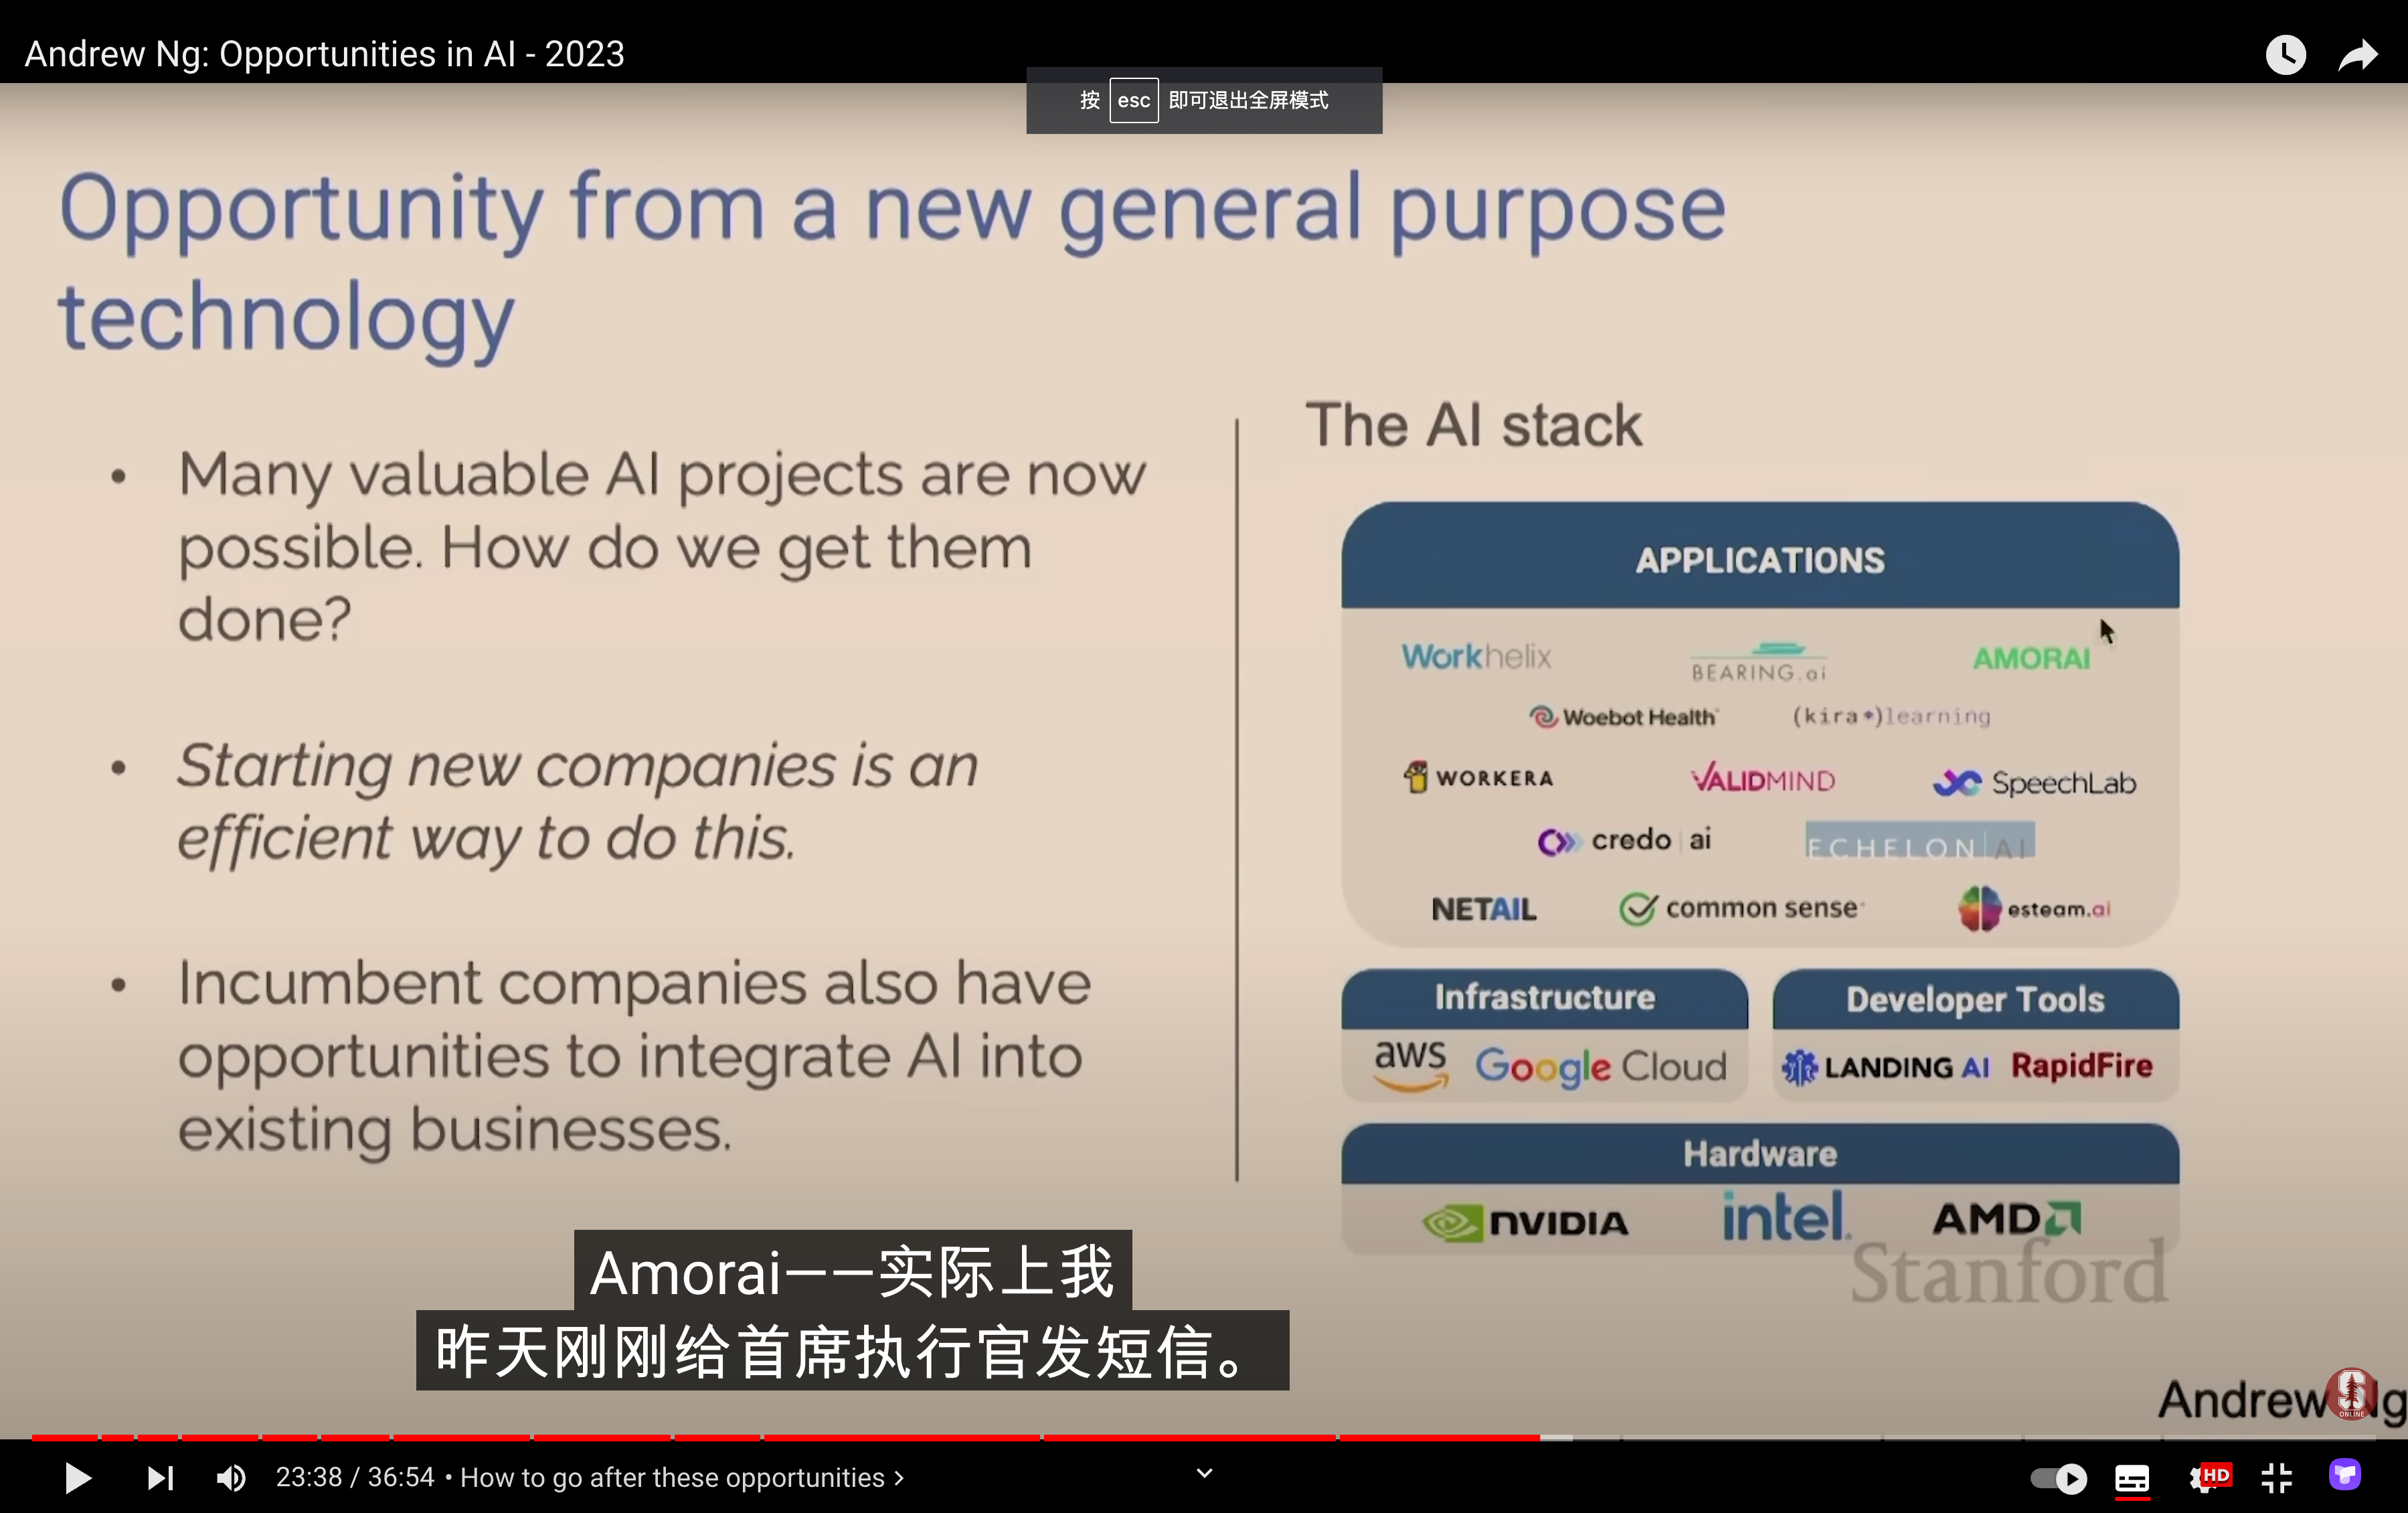 Andrew Ng: Opportunities in AI - 2023
按 esc 即可退出全屏模式
Opportunity from a new general purpose
technology
• Many valuable AI projects are now
possible. How do we get them
done?
• Starting new companies is an
efficient way to do this.
• Incumbent companies also have
opportunities to integrate AI into
existing businesses.
The AI stack
APPLICATIONS
Workhelix BEARING.ai AMORAI
Woebot Health (kira•)learning
WORKERA VALIDMIND SpeechLab
credo ai ECHELON AI
NETAIL common sense esteam.ai
Infrastructure
aws Google Cloud
Developer Tools
LANDING AI RapidFire
Hardware
NVIDIA intel. AMD
Stanford
Amorai——实际上我
昨天刚刚给首席执行官发短信。
Andrew Ng
S ONLINE
23:38 / 36:54 • How to go after these opportunities >
HD